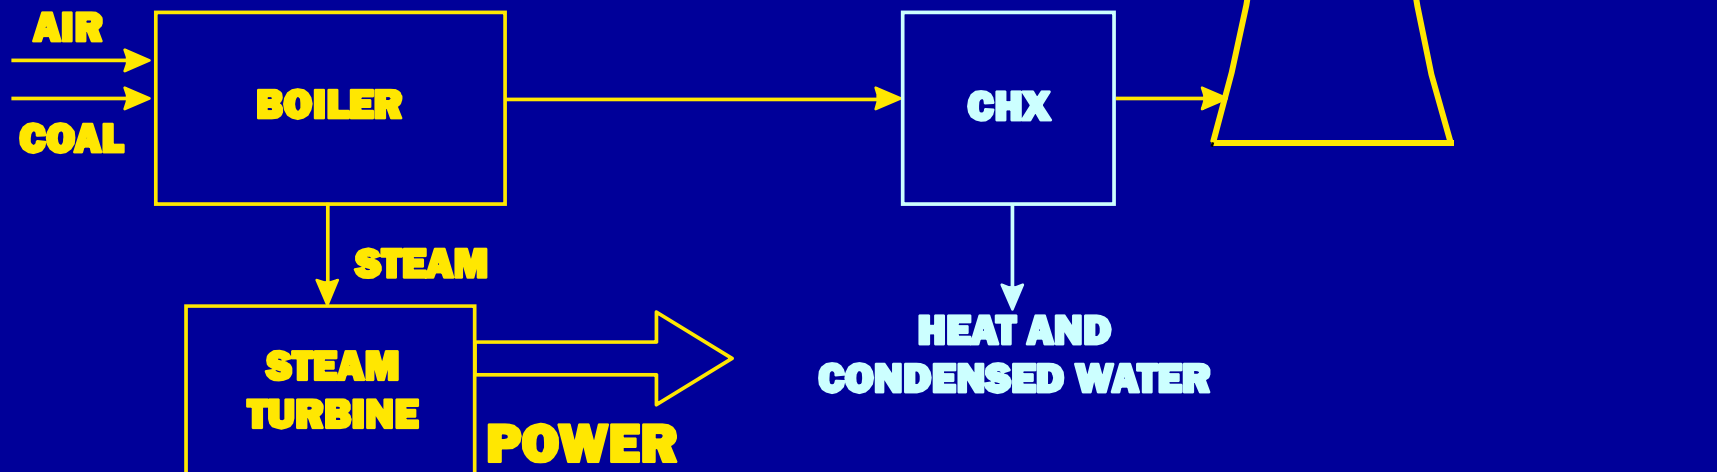 AIR
COAL
BOILER
CHX
STEAM
STEAM
TURBINE
POWER
HEAT AND
CONDENSED WATER